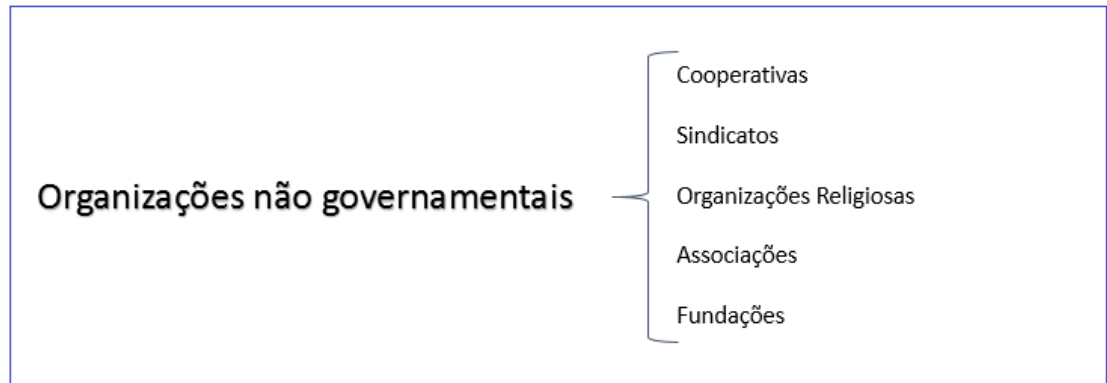 Organizações não governamentais
Cooperativas
Sindicatos
Organizações Religiosas
Associações
Fundações